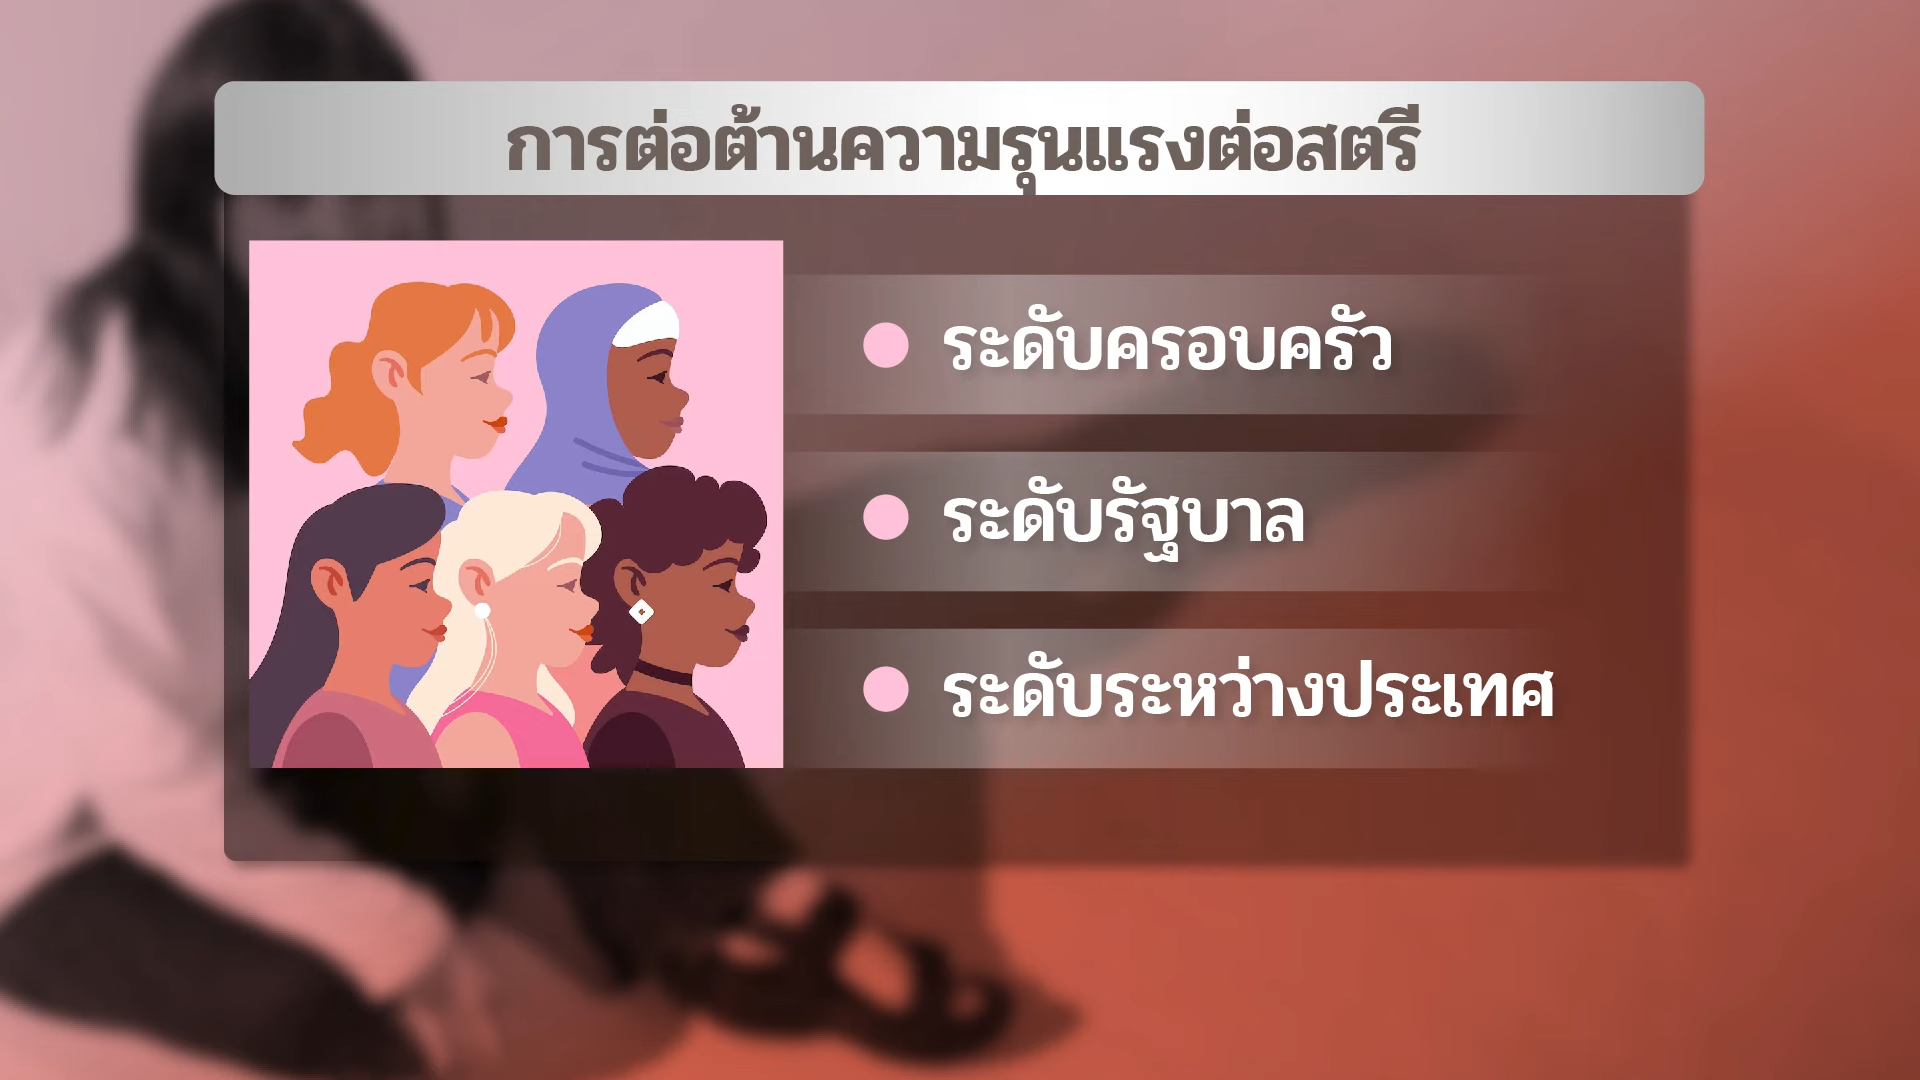 การต่อต้านความรุนแรงต่อสตรี
ระดับครอบครัว
ระดับรัฐบาล
ระดับระหว่างประเทศ